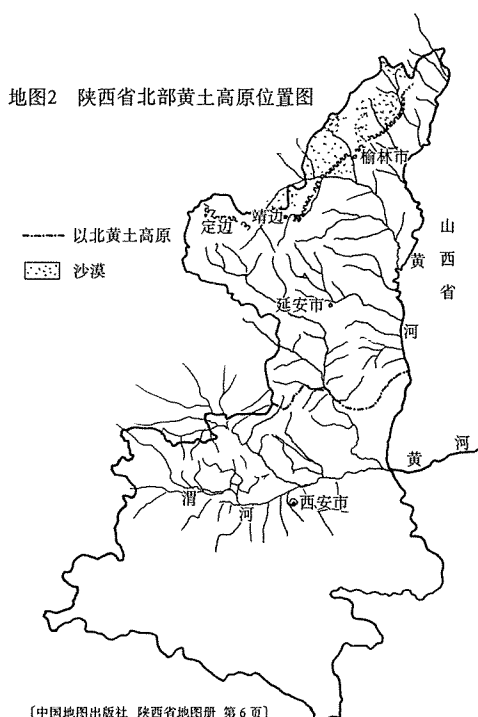 地图2 陕西省北部黄土高原位置图
榆林市
定边
靖边
以北黄土高原
沙漠
山西省
黄河
延安市
黄河
渭河
西安市
〔中国地图出版社 陕西省地图册 第6页〕